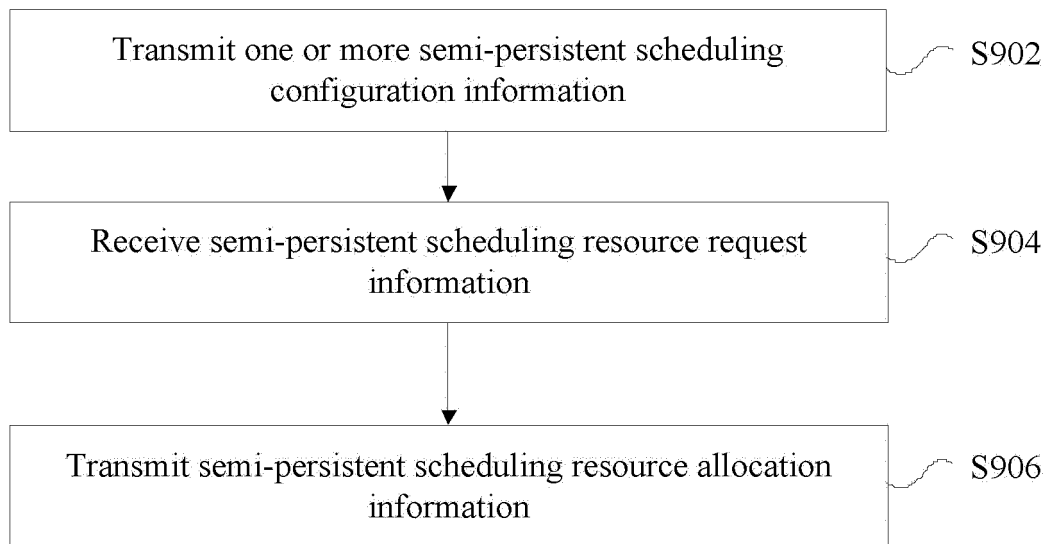 Transmit one or more semi-persistent scheduling
configuration information
S902
Receive semi-persistent scheduling resource request
information
S904
Transmit semi-persistent scheduling resource allocation
information
S906